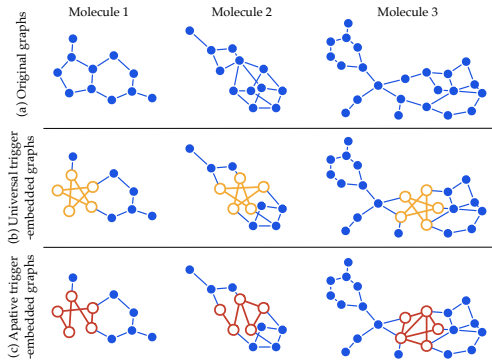 Molecule 1
Molecule 2
Molecule 3
(a) Original graphs
(b) Universal trigger
-embedded graphs
(c) Apative trigger
-embedded graphs